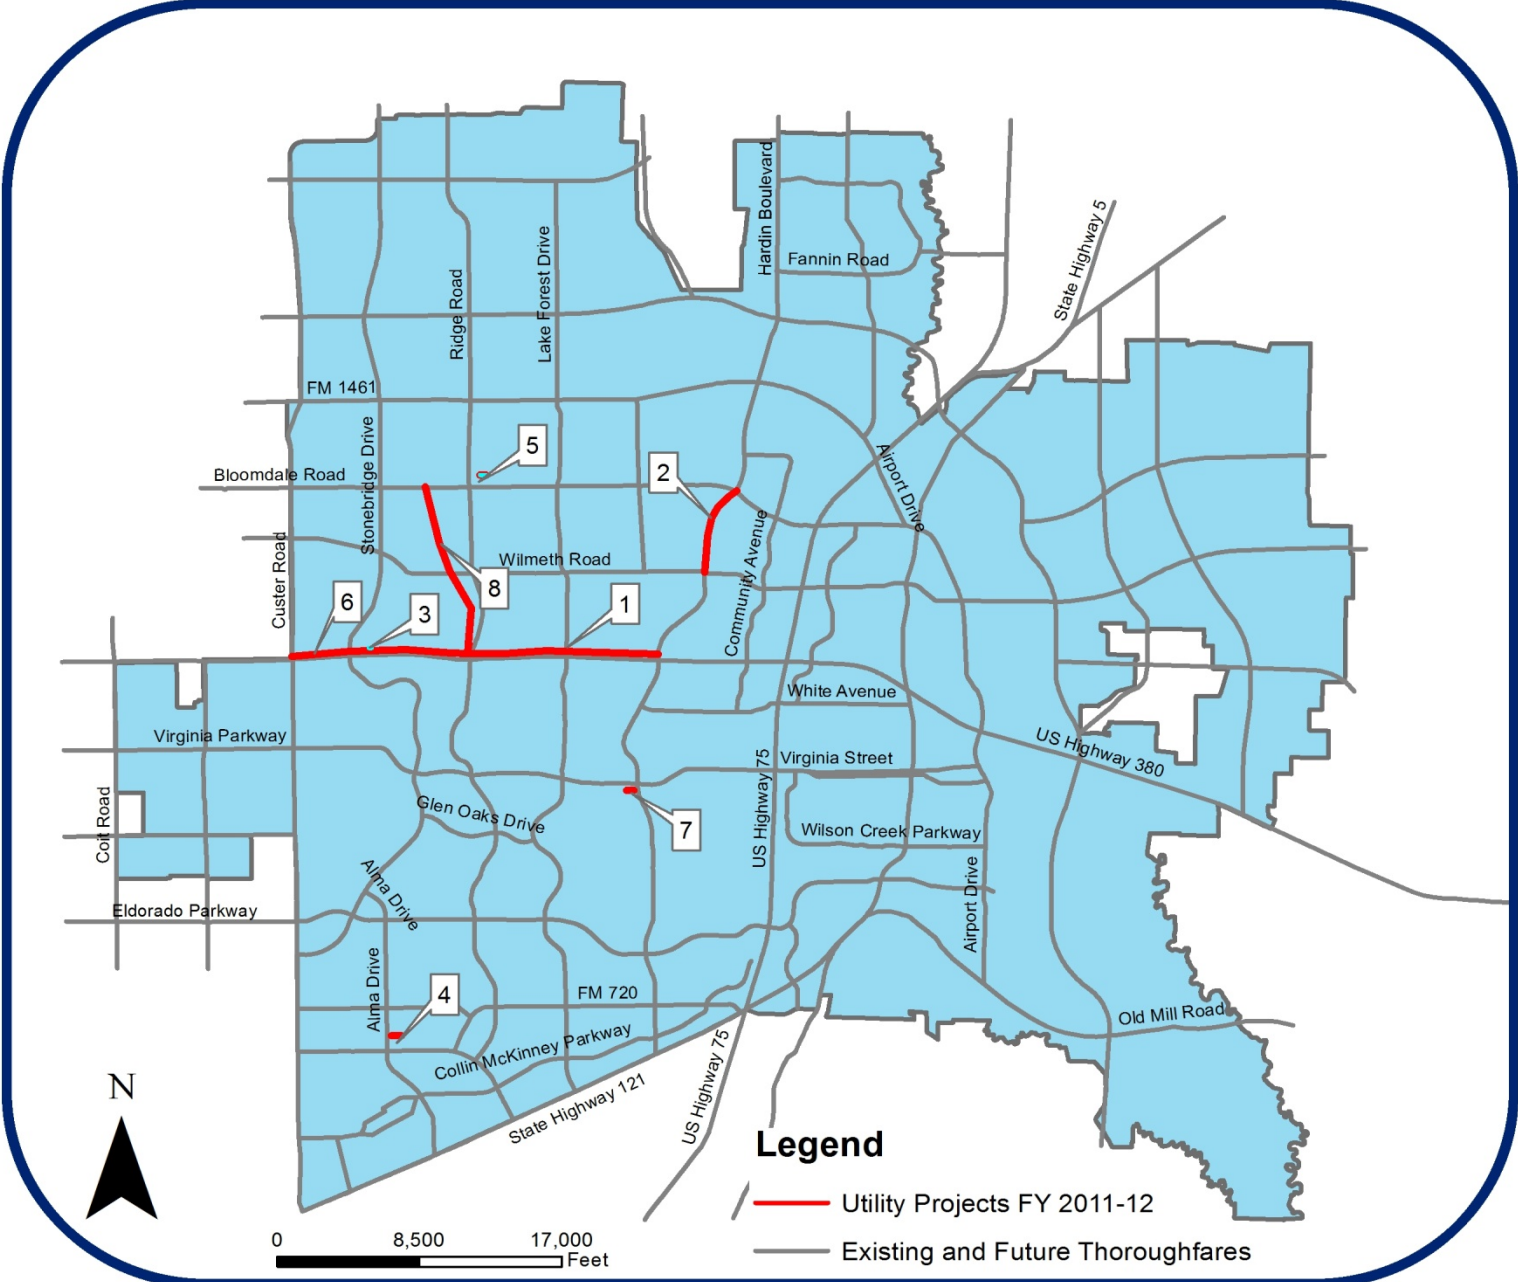 Hardin Boulevard
State Highway 5
Fannin Road
Lake Forest Drive
Ridge Road
FM 1461
5
2
Bloomdale Road
Stonebridge Drive
Airport Drive
Community Avenue
Custer Road
Wilmeth Road
8
6
3
1
White Avenue
Virginia Parkway
US Highway 380
Virginia Street
US Highway 75
Glen Oaks Drive
7
Wilson Creek Parkway
Coit Road
Alma Drive
Airport Drive
Eldorado Parkway
Alma Drive
4
FM 720
Old Mill Road
Collin McKinney Parkway
State Highway 121
US Highway 75
N
Legend
Utility Projects FY 2011-12
Existing and Future Thoroughfares
0 8,500 17,000
Feet